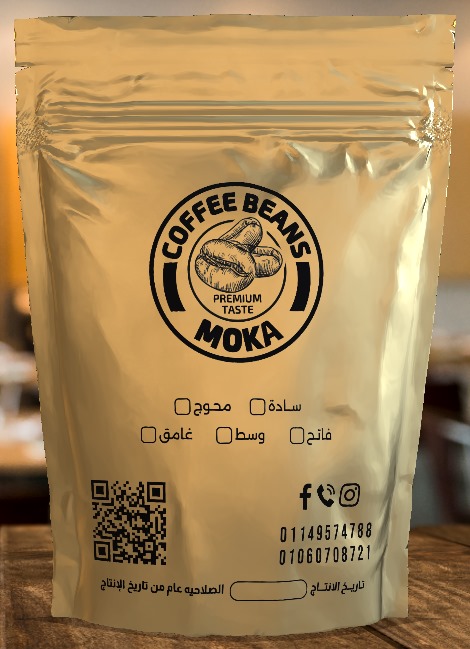 COFFEE BEANS
PREMIUM
TASTE
MOKA
سادة محوج
فاتح وسط غامق
01149574788
01060708721
تاريخ الانتاج الصلاحيه عام من تاريخ الإنتاج